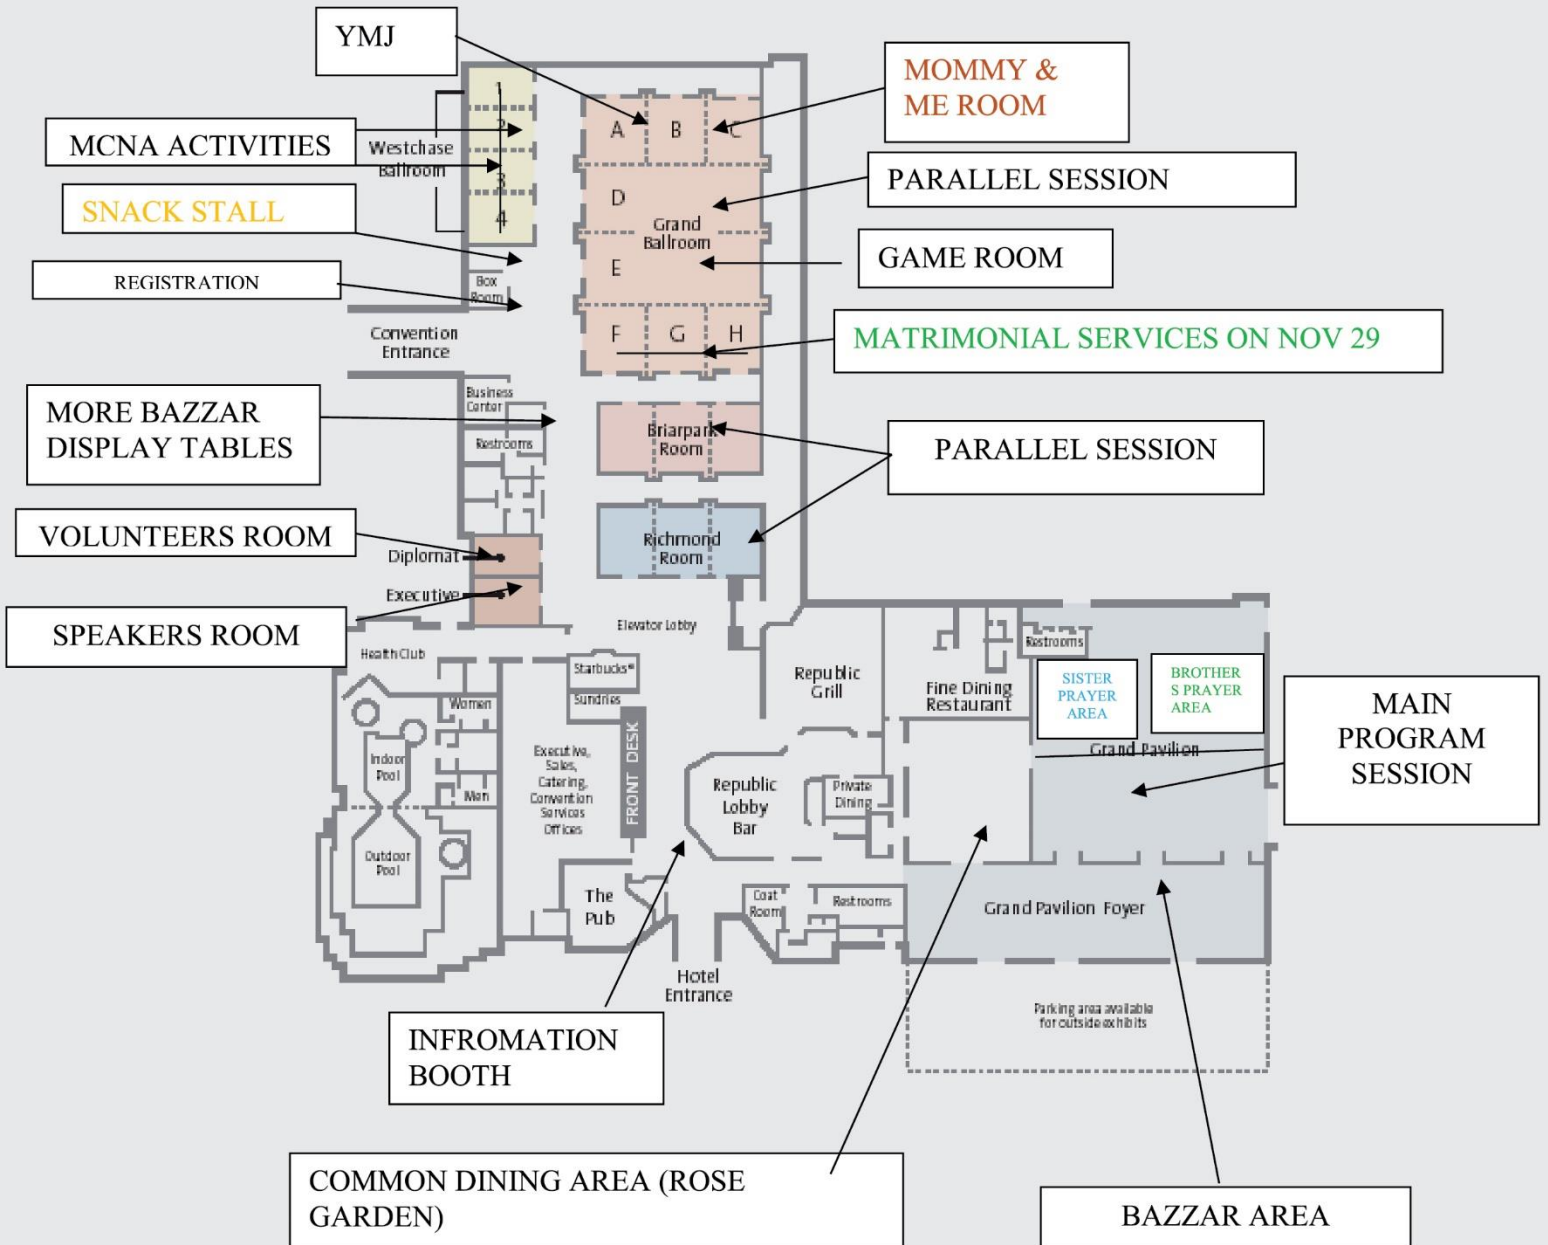 YMJ
MOMMY &
ME ROOM
MCNA ACTIVITIES
SNACK STALL
REGISTRATION
1
2
3
4
Westchase
Ballroom
A
B
C
D
Grand
Ballroom
E
F
G
H
PARALLEL SESSION
GAME ROOM
MATRIMONIAL SERVICES ON NOV 29
Box
Room
Convention
Entrance
Business
Center
MORE BAZZAR
DISPLAY TABLES
Restrooms
Briarpark
Room
PARALLEL SESSION
VOLUNTEERS ROOM
Diplomat
Richmond
Room
Executive
SPEAKERS ROOM
Elevator Lobby
Health Club
Starbucks®
Sundries
Women
Indoor
Pool
Men
Outdoor
Pool
Executive,
Sales,
Catering,
Convention
Services
Offices
FRONT DESK
Republic
Grill
Fine Dining
Restaurant
Restrooms
SISTER
PRAYER
AREA
BROTHER
S PRAYER
AREA
Grand Pavilion
MAIN
PROGRAM
SESSION
Republic
Lobby
Bar
Private
Dining
The
Pub
Coat
Room
Restrooms
Grand Pavilion Foyer
Hotel
Entrance
Parking area available
for outside exhibits
INFROMATION
BOOTH
COMMON DINING AREA (ROSE
GARDEN)
BAZZAR AREA